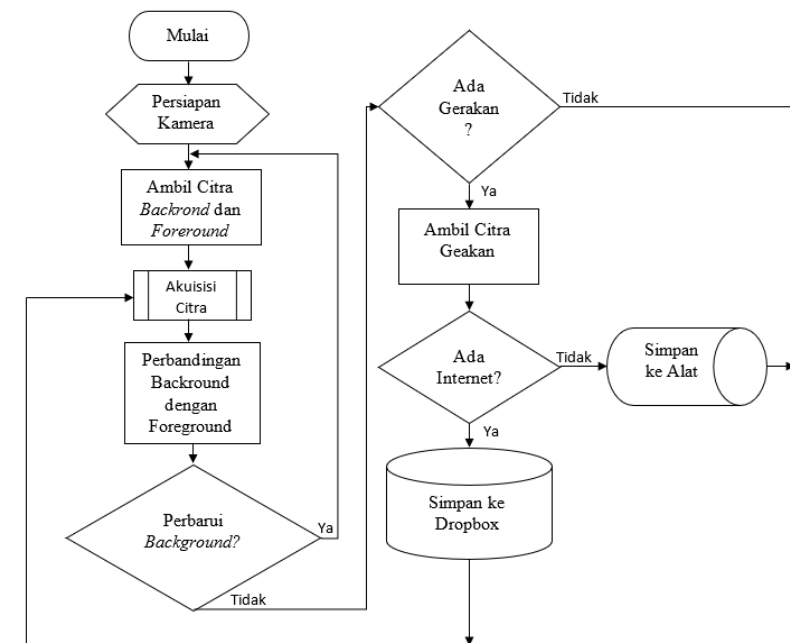 Mulai
Persiapan
Kamera
Ambil Citra
Backrond dan
Foreround
Akuisisi
Citra
Perbandingan
Backround
dengan
Foreground
Perbarui
Background?
Ya
Tidak
Ada
Gerakan
?
Tidak
Ya
Ambil Citra
Geakan
Ada
Internet?
Tidak
Simpan
ke Alat
Ya
Simpan ke
Dropbox